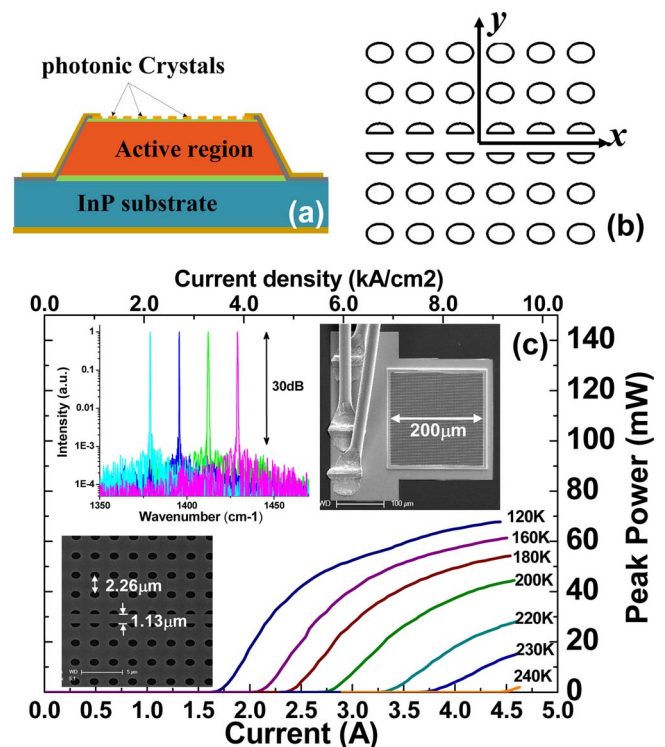 photonic Crystals
Active region
InP substrate
(a)
y
x
(b)
Current density (kA/cm2)
0.0 2.0 4.0 6.0 8.0 10.0
(c)
Intensity (a.u.)
1
0.1
0.01
1E-3
1E-4
30dB
1350 1400 1450
Wavenumber (cm-1)
200μm
WD 100 μm
2.26μm
1.13μm
WD 5 μm
120K
160K
180K
200K
220K
230K
240K
140
120
100
80
60
40
20
0
Peak Power (mW)
0.0 0.5 1.0 1.5 2.0 2.5 3.0 3.5 4.0 4.5 5.0
Current (A)